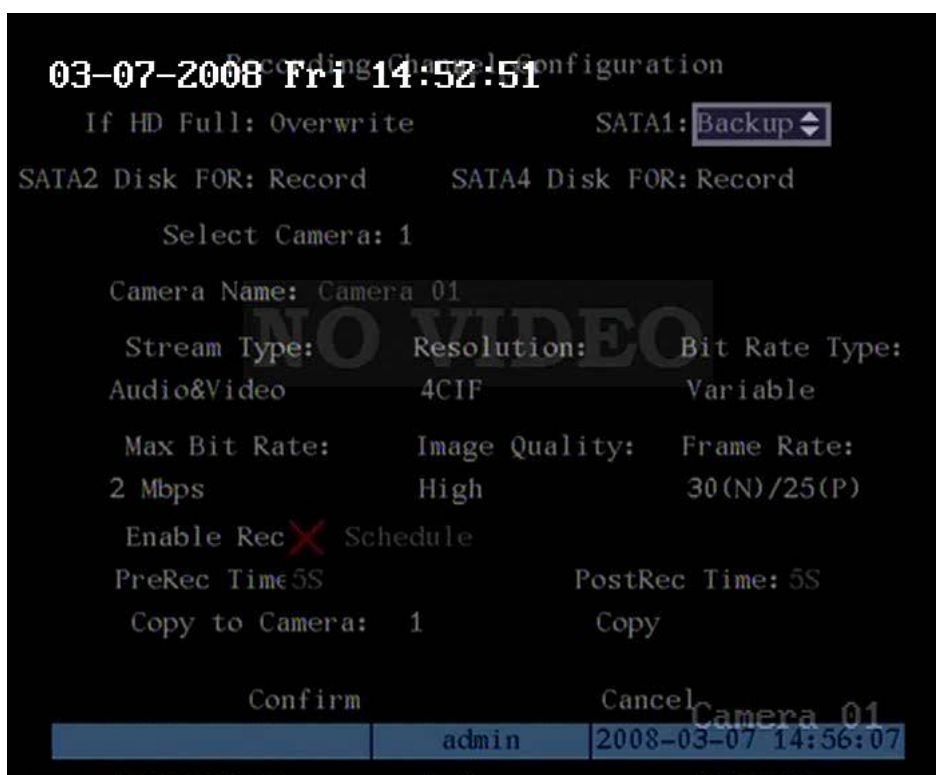 Recording Channel Configuration
03-07-2008 Fri 14:52:51
If HD Full: Overwrite SATA1: Backup
SATA2 Disk FOR: Record SATA4 Disk FOR: Record
Select Camera: 1
Camera Name: Camera 01
NO VIDEO
Stream Type: Resolution: Bit Rate Type:
Audio&Video 4CIF Variable
Max Bit Rate: Image Quality: Frame Rate:
2 Mbps High 30(N)/25(P)
Enable Rec Schedule
PreRec Time 5S PostRec Time: 5S
Copy to Camera: 1 Copy
Confirm Cancel
Camera 01
admin 2008-03-07 14:56:07